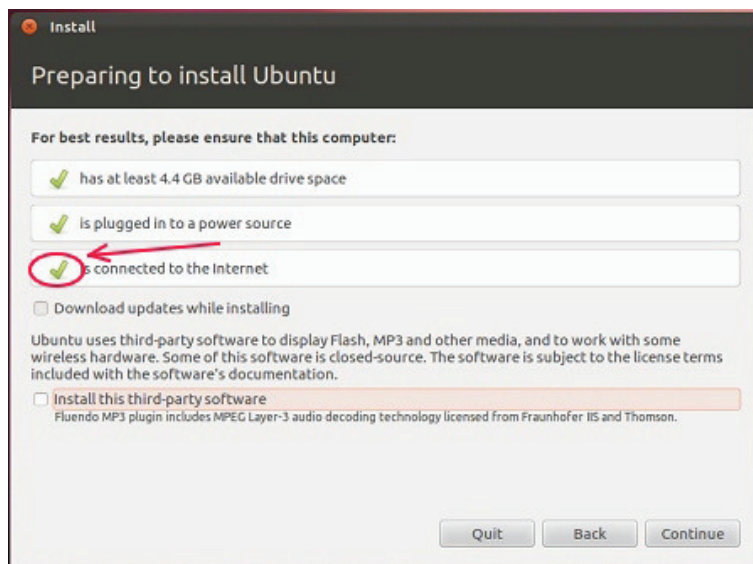 Install
Preparing to install Ubuntu
For best results, please ensure that this computer:
has at least 4.4 GB available drive space
is plugged in to a power source
is connected to the Internet
Download updates while installing
Ubuntu uses third-party software to display Flash, MP3 and other media, and to work with some
wireless hardware. Some of this software is closed-source. The software is subject to the license terms
included with the software's documentation.
Install this third-party software
Fluendo MP3 plugin includes MPEG Layer-3 audio decoding technology licensed from Fraunhofer IIS and Thomson.
Quit Back Continue